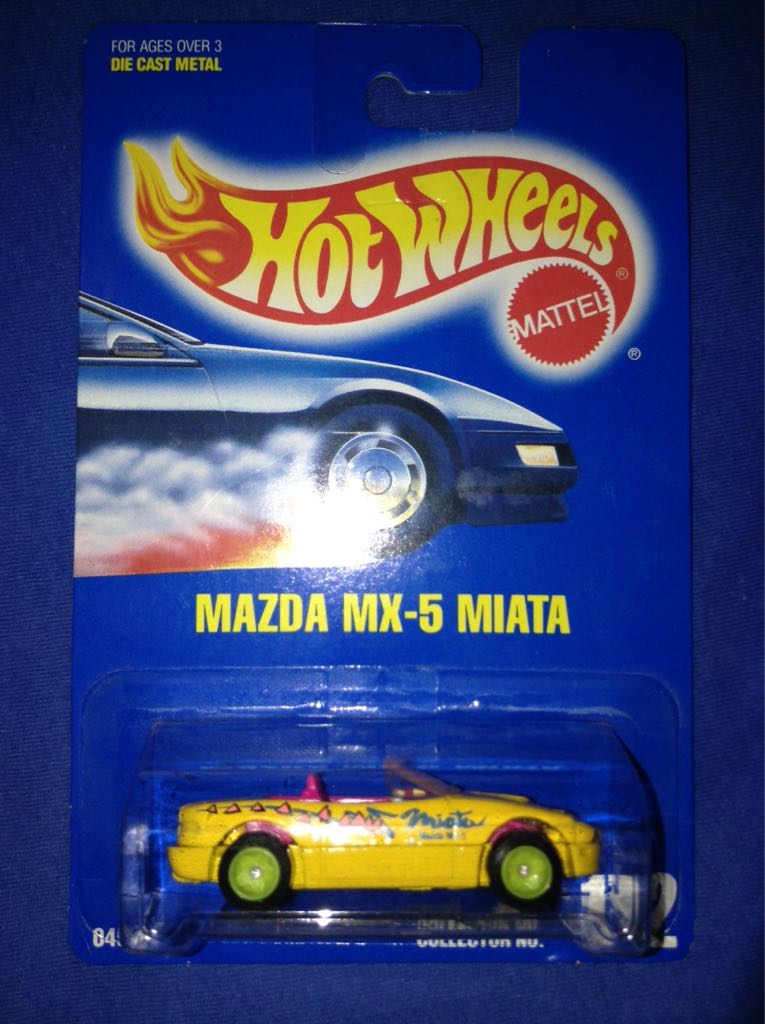 FOR AGES OVER 3
DIE CAST METAL
HOT WHEELS®
MATTEL
®
MAZDA MX-5 MIATA
Miata
COLLECTOR NO.